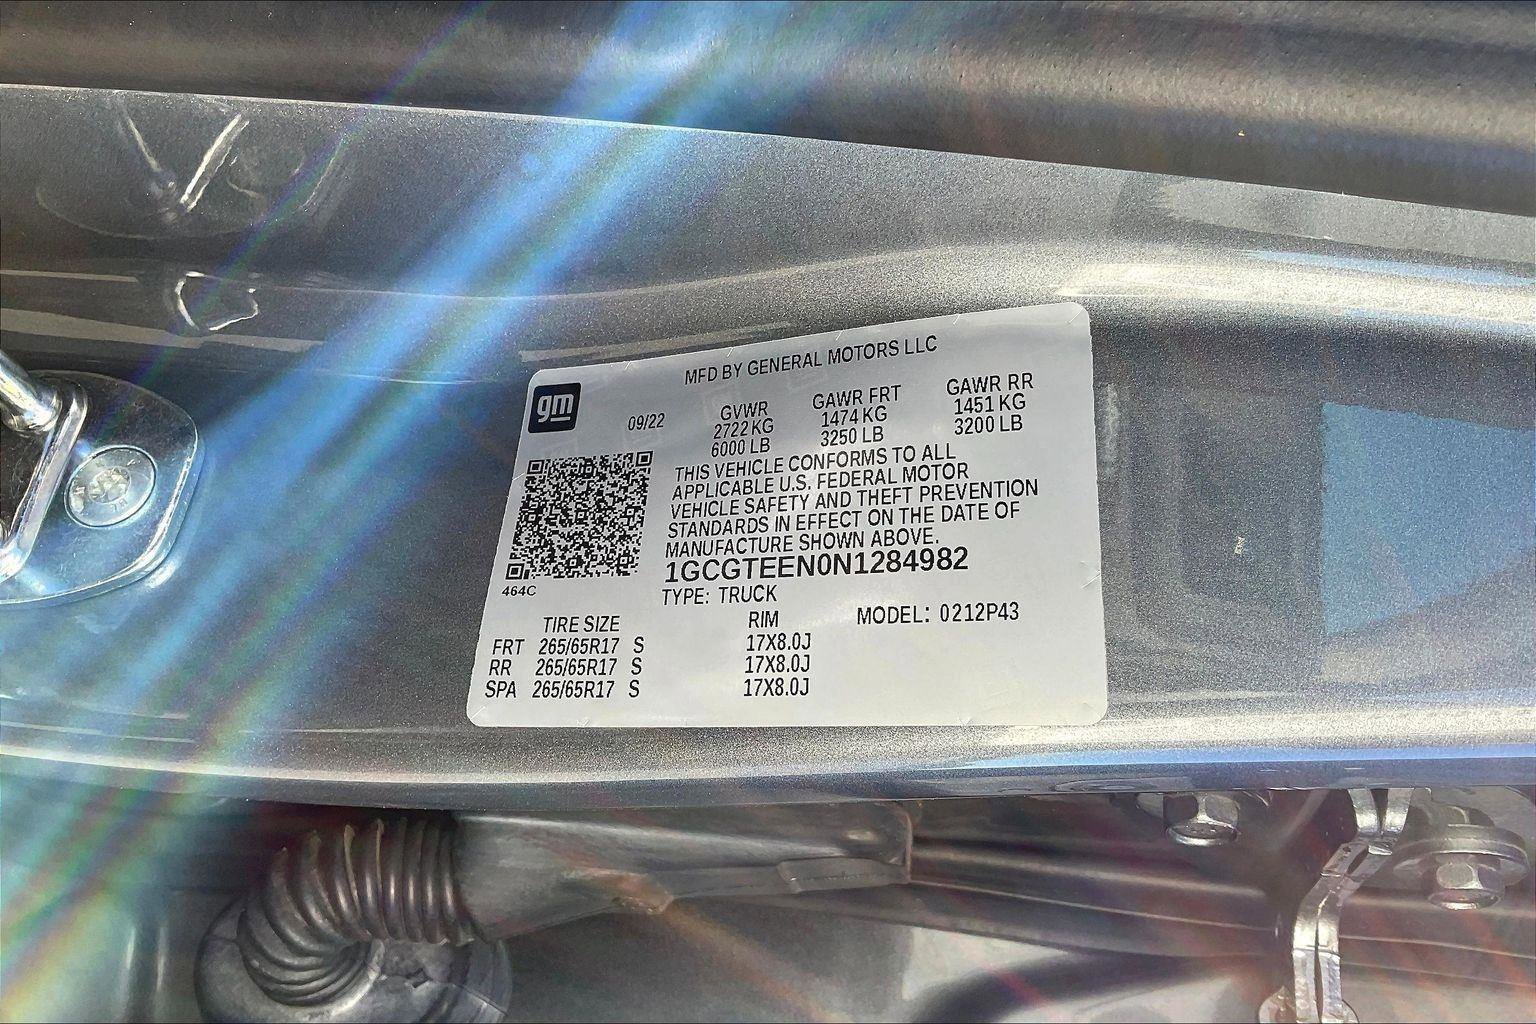 MFD BY GENERAL MOTORS LLC
gm
09/22
GVWR GAWR FRT GAWR RR
2722 KG 1474 KG 1451 KG
6000 LB 3250 LB 3200 LB
THIS VEHICLE CONFORMS TO ALL
APPLICABLE U.S. FEDERAL MOTOR
VEHICLE SAFETY AND THEFT PREVENTION
STANDARDS IN EFFECT ON THE DATE OF
MANUFACTURE SHOWN ABOVE.
1GCGTEEN0N1284982
464C
TYPE: TRUCK
TIRE SIZE RIM MODEL: 0212P43
FRT 265/65R17 S 17X8.0J
RR 265/65R17 S 17X8.0J
SPA 265/65R17 S 17X8.0J